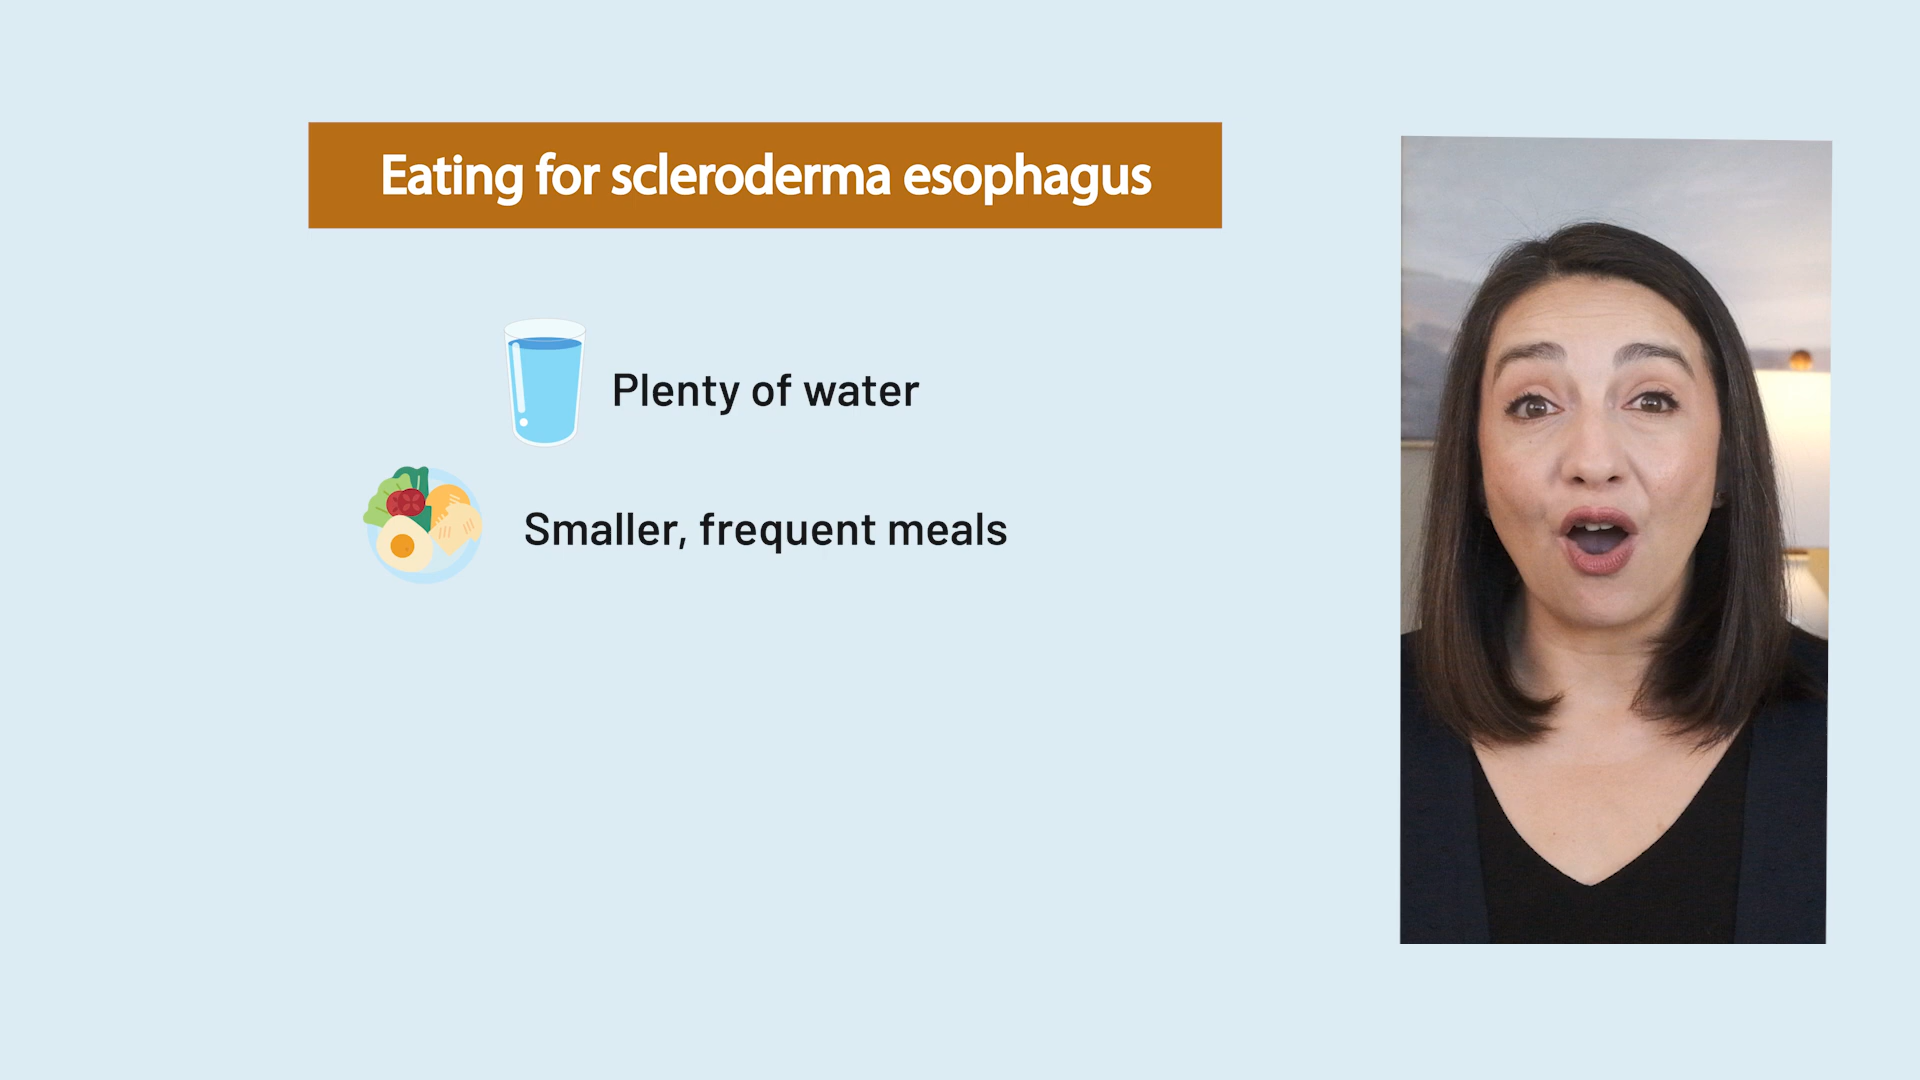 Eating for scleroderma esophagus
Plenty of water
Smaller, frequent meals